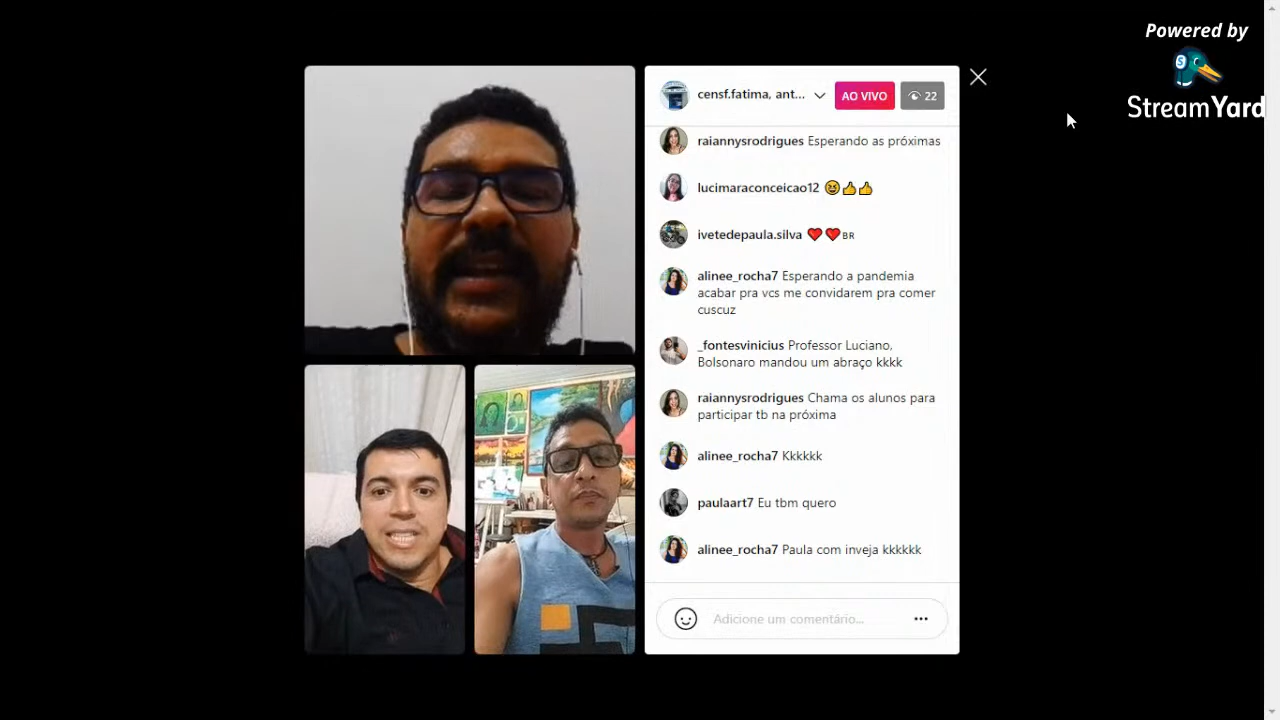 Powered by
StreamYard
censf.fatima, ant...
AO VIVO
22
raiannysrodrigues Esperando as próximas
lucimaraconceicao12 😆👍👍
ivetedepaula.silva ❤️❤️BR
alinee_rocha7 Esperando a pandemia
acabar pra vcs me convidarem pra comer
cuscuz
_fontesvinicius Professor Luciano,
Bolsonaro mandou um abraço kkkk
raiannysrodrigues Chama os alunos para
participar tb na próxima
alinee_rocha7 Kkkkkk
paulaart7 Eu tbm quero
alinee_rocha7 Paula com inveja kkkkkk
Adicione um comentário...